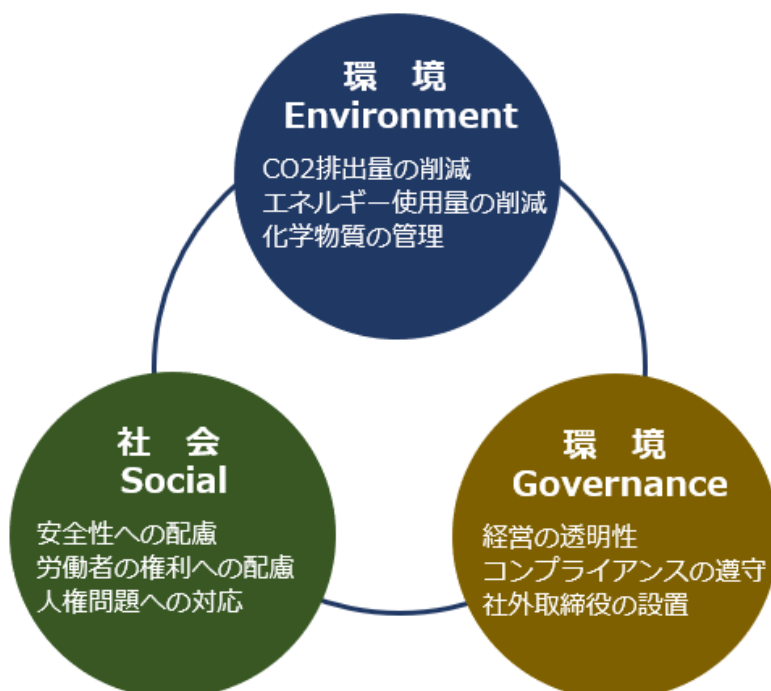 環　境
Environment
CO2排出量の削減
エネルギー使用量の削減
化学物質の管理
社　会
Social
安全性への配慮
労働者の権利への配慮
人権問題への対応
環　境
Governance
経営の透明性
コンプライアンスの遵守
社外取締役の設置